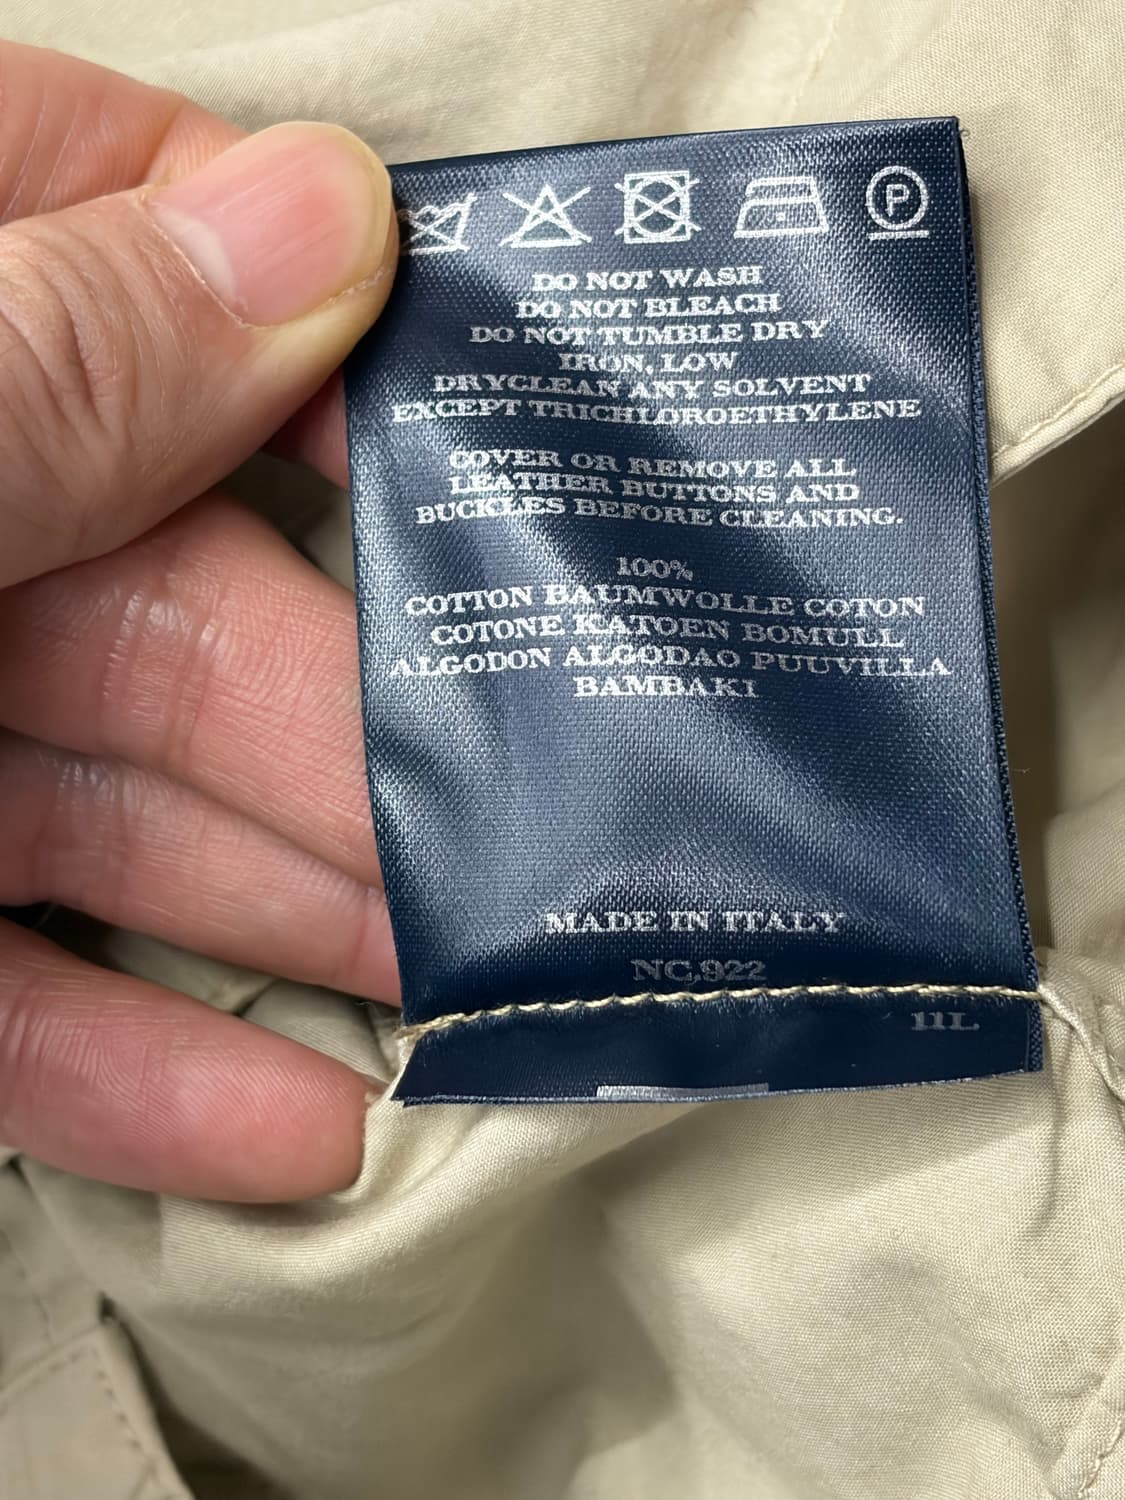 P
DO NOT WASH
DO NOT BLEACH
DO NOT TUMBLE DRY
IRON, LOW
DRYCLEAN ANY SOLVENT
EXCEPT TRICHLOROETHYLENE
COVER OR REMOVE ALL
LEATHER BUTTONS AND
BUCKLES BEFORE CLEANING.
100%
COTTON BAUMWOLLE COTON
COTONE KATOEN BOMULL
ALGODON ALGODAO PUUVILLA
BAMBAKI
MADE IN ITALY
NC.922
11L